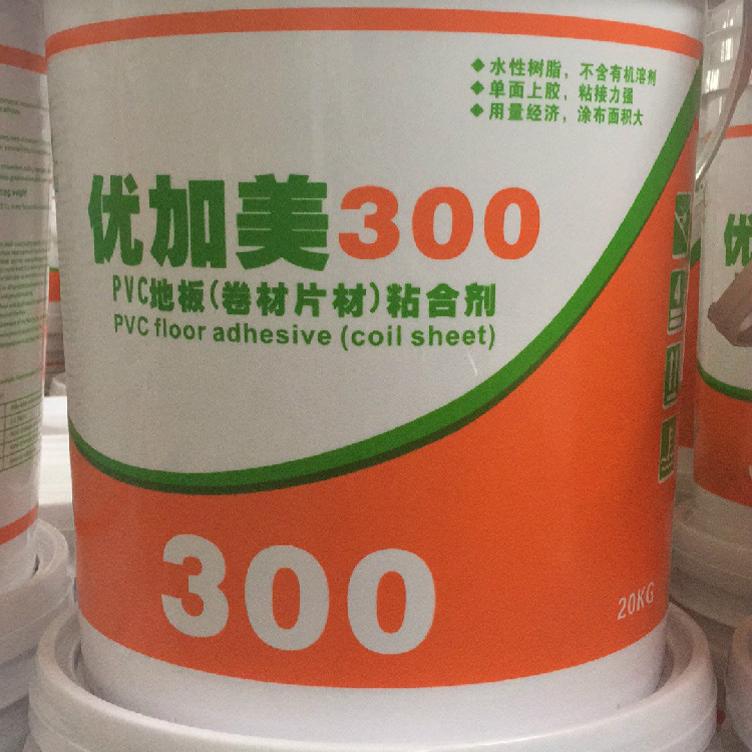 ◆水性树脂，不含有机溶剂
◆单面上胶，粘接力强
◆用量经济，涂布面积大
优加美300
PVC地板(卷材片材)粘合剂
PVC floor adhesive (coil sheet)
300
20KG
优